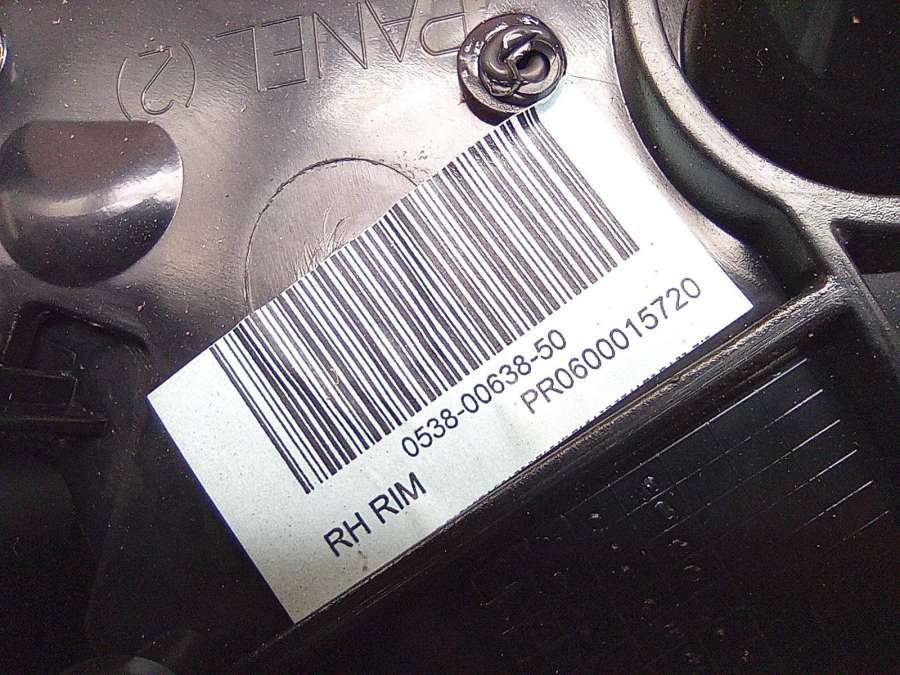 PANEL (2)
0538-00638-50
PR0600015720
RH RIM